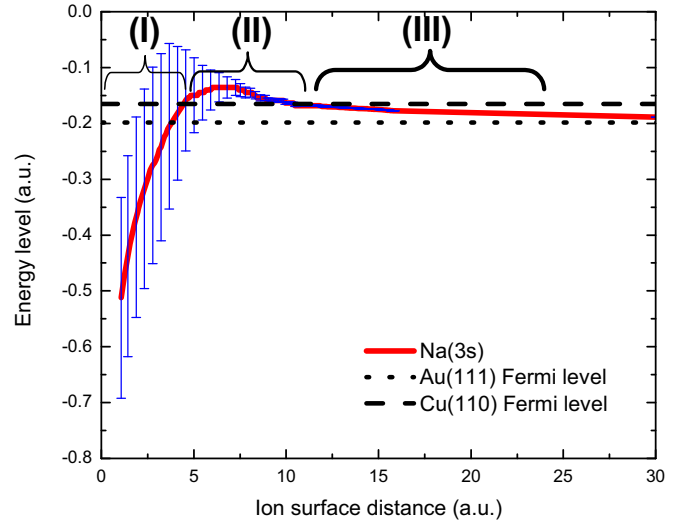 (I) (II) (III)
0.0
-0.1
-0.2
-0.3
-0.4
-0.5
-0.6
-0.7
-0.8
Energy level (a.u.)
Na(3s)
Au(111) Fermi level
Cu(110) Fermi level
0 5 10 15 20 25 30
Ion surface distance (a.u.)